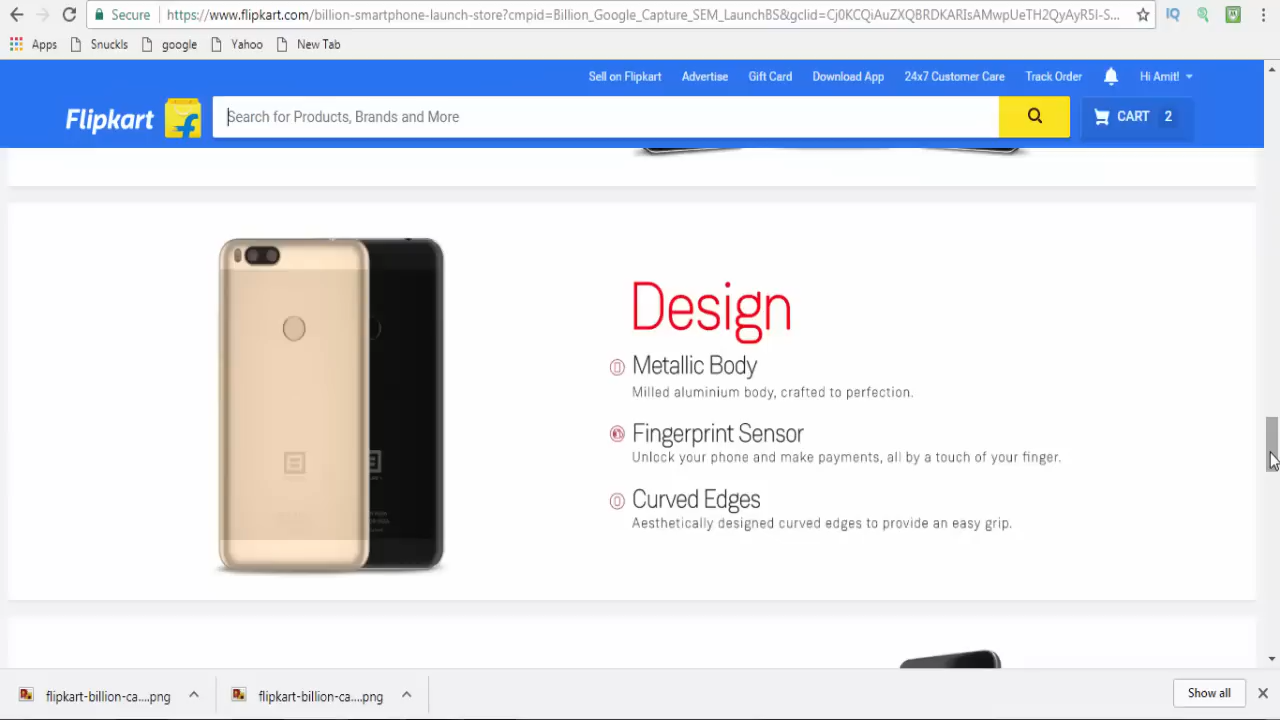 Secure https://www.flipkart.com/billion-smartphone-launch-store?cmpid=Billion_Google_Capture_SEM_LaunchBS&gclid=Cj0KCQiAuZXQBRDKARIsAMwpUeTH2QyAyR5I-S...
Apps Snuckls google Yahoo New Tab
Sell on Flipkart Advertise Gift Card Download App 24x7 Customer Care Track Order Hi Amit!
Flipkart Search for Products, Brands and More CART 2
Design
Metallic Body
Milled aluminium body, crafted to perfection.
Fingerprint Sensor
Unlock your phone and make payments, all by a touch of your finger.
Curved Edges
Aesthetically designed curved edges to provide an easy grip.
flipkart-billion-ca....png flipkart-billion-ca....png Show all